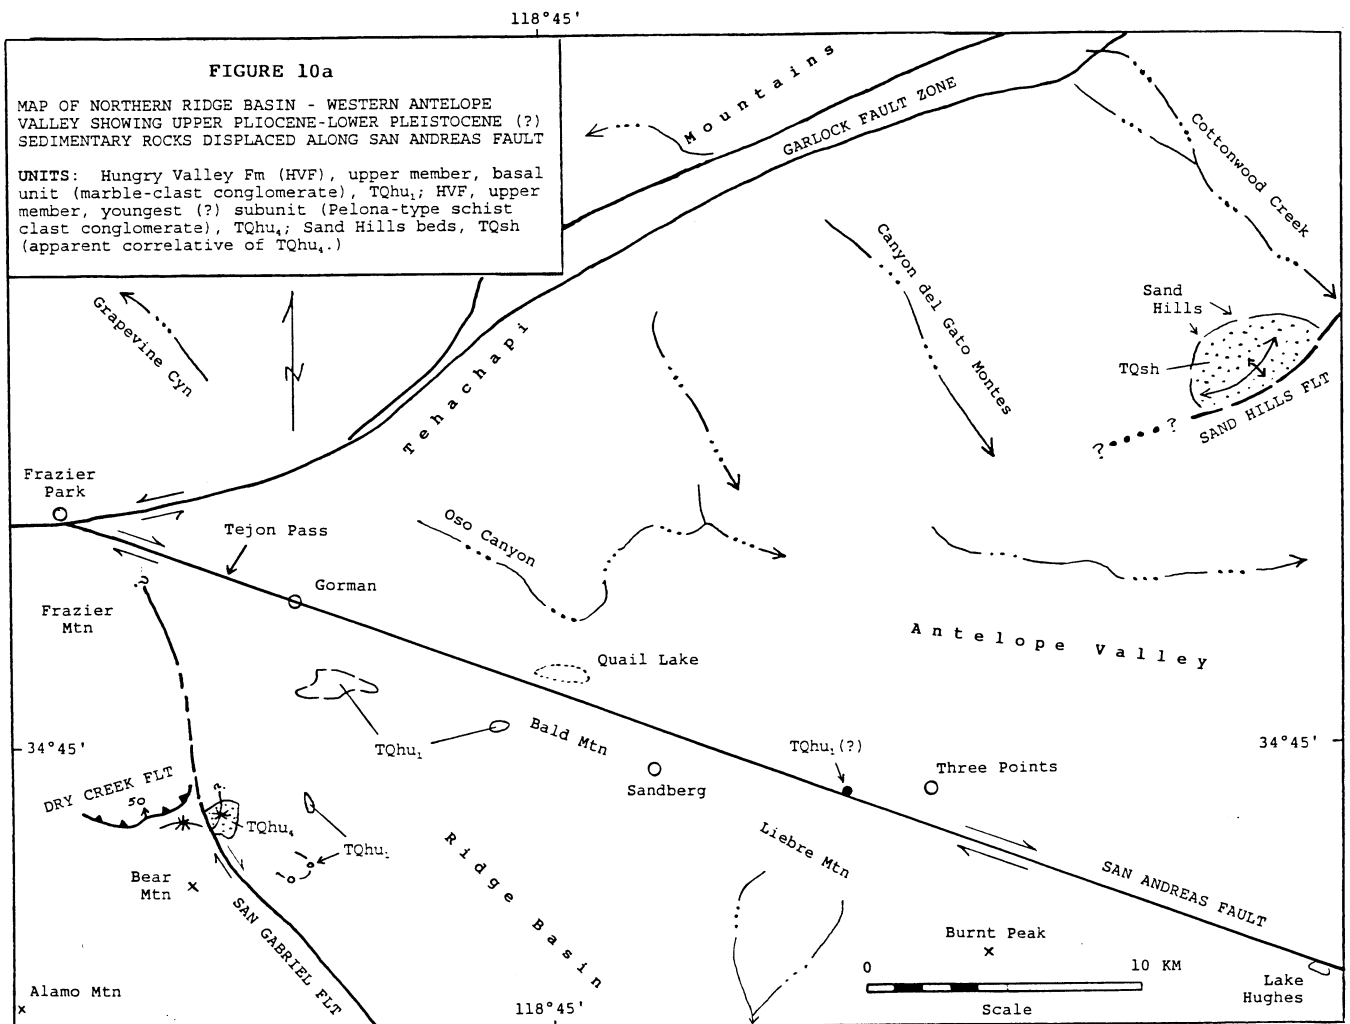 118°45'
FIGURE 10a
MAP OF NORTHERN RIDGE BASIN - WESTERN ANTELOPE
VALLEY SHOWING UPPER PLIOCENE-LOWER PLEISTOCENE (?)
SEDIMENTARY ROCKS DISPLACED ALONG SAN ANDREAS FAULT
UNITS: Hungry Valley Fm (HVF), upper member, basal
unit (marble-clast conglomerate), TQhu₁; HVF, upper
member, youngest (?) subunit (Pelona-type schist
clast conglomerate), TQhu₄; Sand Hills beds, TQsh
(apparent correlative of TQhu₄.)
Mountains
GARLOCK FAULT ZONE
Cottonwood Creek
Canyon del Gato Montes
Grapevine Cyn
N
Tehachapi
Sand
Hills
TQsh
SAND HILLS FLT
?
?
Frazier
Park
Tejon Pass
Oso Canyon
?
Gorman
Frazier
Mtn
Antelope Valley
Quail Lake
Bald Mtn
TQhu₁
34°45'
TQhu₁(?)
34°45'
Three Points
Sandberg
DRY CREEK FLT
50
?
TQhu₄
TQhu₁
Liebre Mtn
Ridge Basin
Bear
Mtn
SAN ANDREAS FAULT
SAN GABRIEL FLT
Burnt Peak
0
10 KM
Scale
Lake
Hughes
Alamo Mtn
118°45'